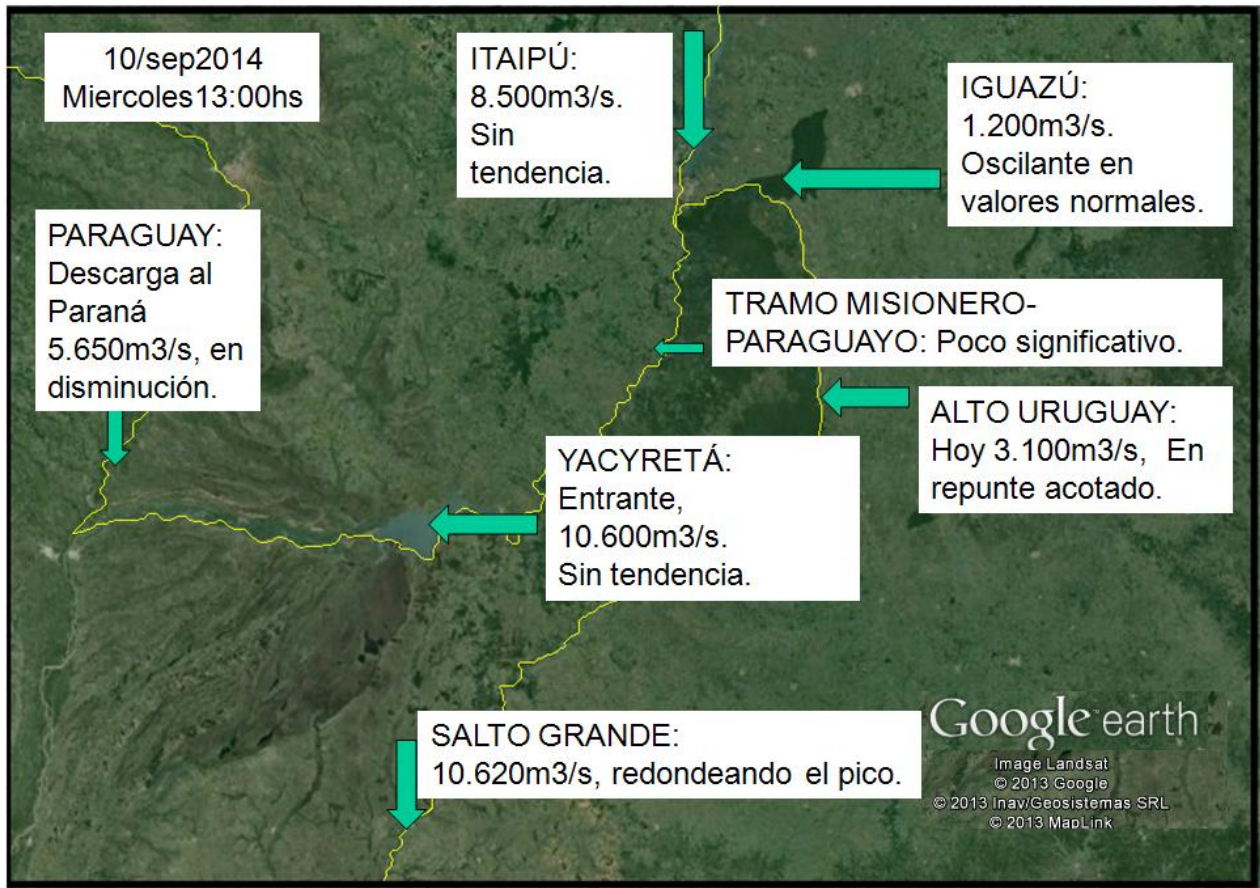 10/sep2014
Miercoles13:00hs
ITAIPÚ:
8.500m3/s.
Sin
tendencia.
IGUAZÚ:
1.200m3/s.
Oscilante en
valores normales.
PARAGUAY:
Descarga al
Paraná
5.650m3/s, en
disminución.
TRAMO MISIONERO-
PARAGUAYO: Poco significativo.
ALTO URUGUAY:
Hoy 3.100m3/s, En
repunte acotado.
YACYRETÁ:
Entrante,
10.600m3/s.
Sin tendencia.
SALTO GRANDE:
10.620m3/s, redondeando el pico.
Google earth
Image Landsat
© 2013 Google
© 2013 Inav/Geosistemas SRL
© 2013 MapLink